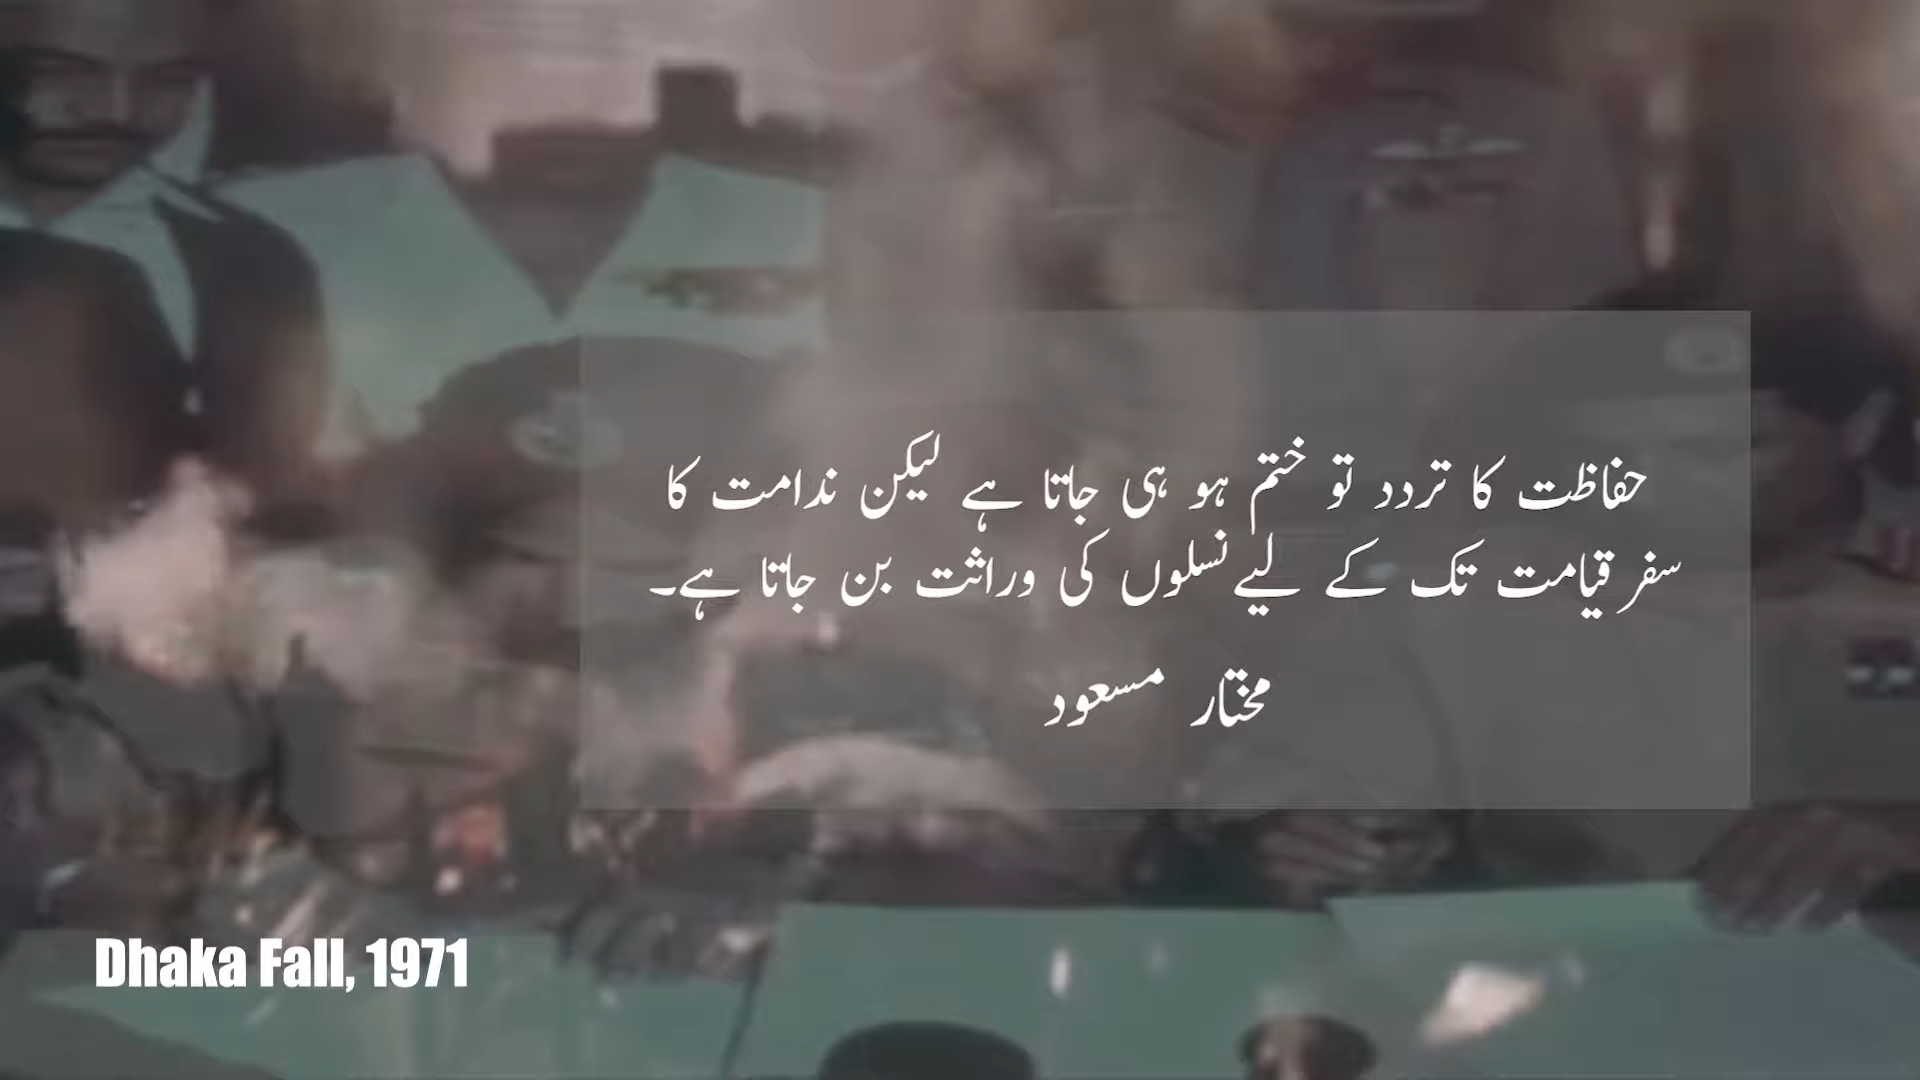 حفاظت کا تردد تو ختم ہو ہی جاتا ہے لیکن ندامت کا
سفر قیامت تک کے لیے نسلوں کی وراثت بن جاتا ہے۔
مختار مسعود
Dhaka Fall, 1971